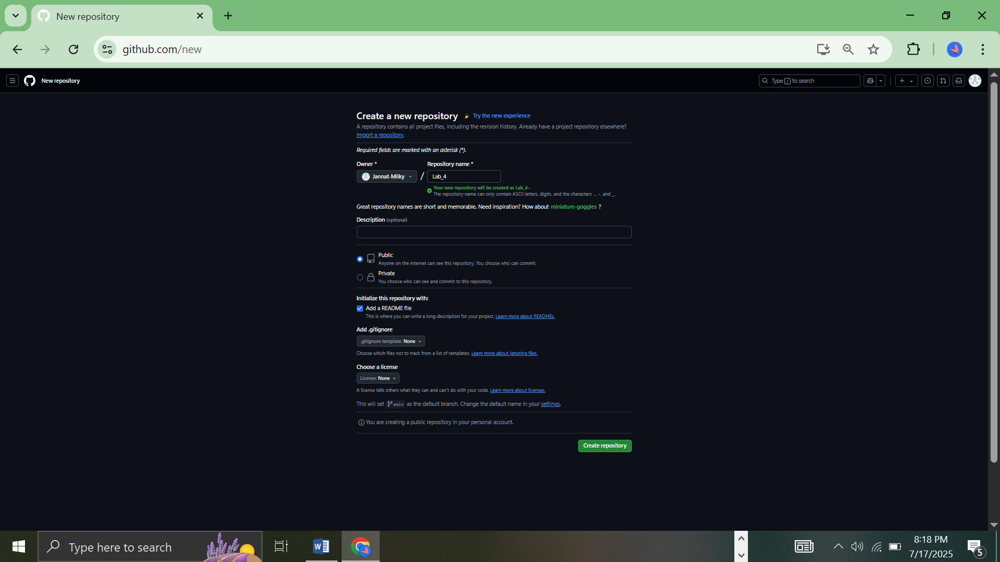 New repository
github.com/new
New repository
Type / to search
Create a new repository
Try the new experience
A repository contains all project files, including the revision history. Already have a project repository elsewhere?
Import a repository.
Required fields are marked with an asterisk (*).
Owner *
Repository name *
Jannat-Milky
/
Lab_4
Your new repository will be created as Lab_4-.
The repository name can only contain ASCII letters, digits, and the characters ., -, and _.
Great repository names are short and memorable. Need inspiration? How about miniature-goggles ?
Description (optional)
Public
Anyone on the internet can see this repository. You choose who can commit.
Private
You choose who can see and commit to this repository.
Initialize this repository with:
Add a README file
This is where you can write a long description for your project. Learn more about READMEs.
Add .gitignore
.gitignore template: None
Choose which files not to track from a list of templates. Learn more about ignoring files.
Choose a license
License: None
A license tells others what they can and can't do with your code. Learn more about licenses.
This will set main as the default branch. Change the default name in your settings.
You are creating a public repository in your personal account.
Create repository
Type here to search
W
8:18 PM
7/17/2025
5